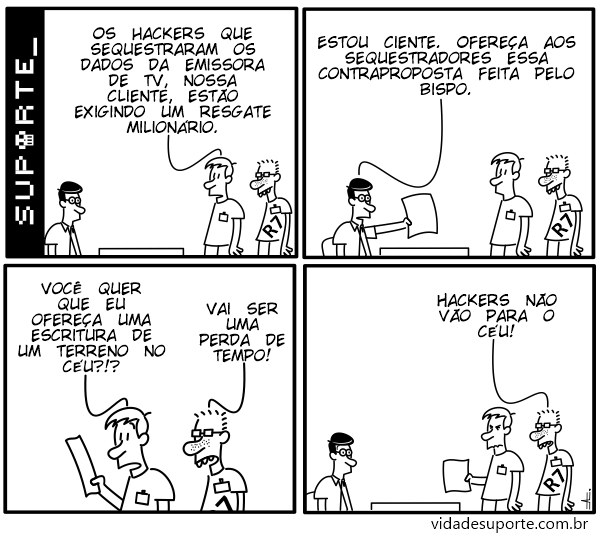 SUPORTE_
OS HACKERS QUE
SEQUESTRARAM OS
DADOS DA EMISSORA
DE TV, NOSSA
CLIENTE, ESTÃO
EXIGINDO UM RESGATE
MILIONÁRIO.
R7
ESTOU CIENTE. OFEREÇA AOS
SEQUESTRADORES ESSA
CONTRAPROPOSTA FEITA PELO
BISPO.
R7
VOCÊ QUER
QUE EU
OFEREÇA UMA
ESCRITURA DE
UM TERRENO NO
CÉU?!?
VAI SER
UMA
PERDA DE
TEMPO!
7
HACKERS NÃO
VÃO PARA O
CÉU!
R7
vidadesuporte.com.br